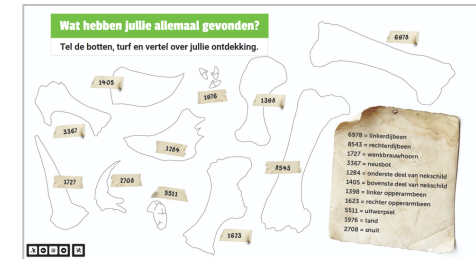 Wat hebben jullie allemaal gevonden?
Tel de botten, turf en vertel over jullie ontdekking.
6978
1405
1976
1398
3367
1284
8543
1727
2708
5511
1623
6978 = linkerdijbeen
8543 = rechterdijbeen
1727 = wenkbrauwhoorn
3367 = neusbot
1284 = onderste deel van nekschild
1405 = bovenste deel van nekschild
1398 = linker opperarmbeen
1623 = rechter opperarmbeen
5511 = uitwerpsel
1976 = tand
2708 = snuit